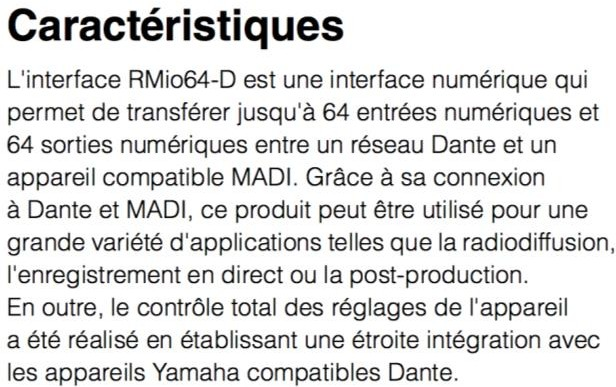 Caractéristiques
L'interface RMio64-D est une interface numérique qui
permet de transférer jusqu'à 64 entrées numériques et
64 sorties numériques entre un réseau Dante et un
appareil compatible MADI. Grâce à sa connexion
à Dante et MADI, ce produit peut être utilisé pour une
grande variété d'applications telles que la radiodiffusion,
l'enregistrement en direct ou la post-production.
En outre, le contrôle total des réglages de l'appareil
a été réalisé en établissant une étroite intégration avec
les appareils Yamaha compatibles Dante.